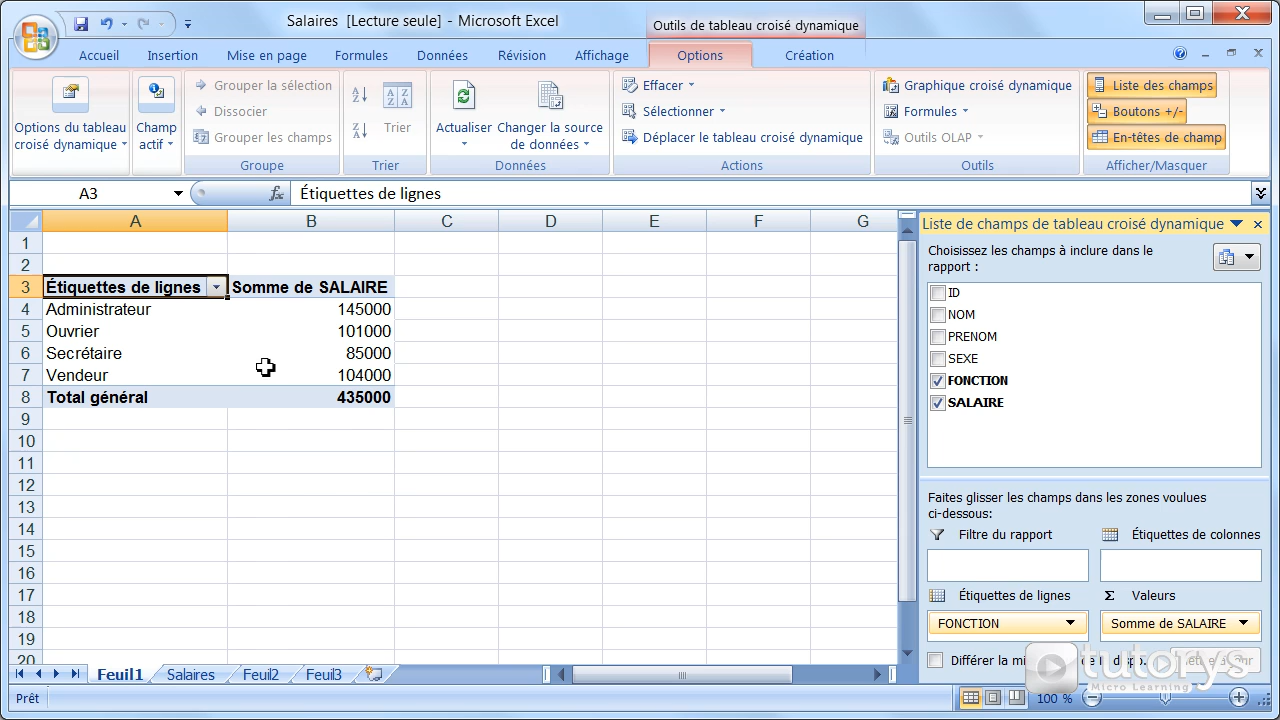 Salaires [Lecture seule] - Microsoft Excel
Outils de tableau croisé dynamique
Accueil Insertion Mise en page Formules Données Révision Affichage Options Création
Options du tableau croisé dynamique
Champ actif
Grouper la sélection
Dissocier
Grouper les champs
Groupe
Trier
Trier
Actualiser
Changer la source de données
Données
Effacer
Sélectionner
Déplacer le tableau croisé dynamique
Actions
Graphique croisé dynamique
Formules
Outils OLAP
Outils
Liste des champs
Boutons +/-
En-têtes de champ
Afficher/Masquer
A3 fx Étiquettes de lignes
A B C D E F G
1
2
3 Étiquettes de lignes Somme de SALAIRE
4 Administrateur 145000
5 Ouvrier 101000
6 Secrétaire 85000
7 Vendeur 104000
8 Total général 435000
9
10
11
12
13
14
15
16
17
18
19
20
Liste de champs de tableau croisé dynamique
Choisissez les champs à inclure dans le
rapport :
ID
NOM
PRENOM
SEXE
FONCTION
SALAIRE
Faites glisser les champs dans les zones voulues
ci-dessous:
Filtre du rapport Étiquettes de colonnes
Étiquettes de lignes Σ Valeurs
FONCTION Somme de SALAIRE
Différer la mi
tutorys
Micro Learning
Feuil1 Salaires Feuil2 Feuil3
Prêt 100 %